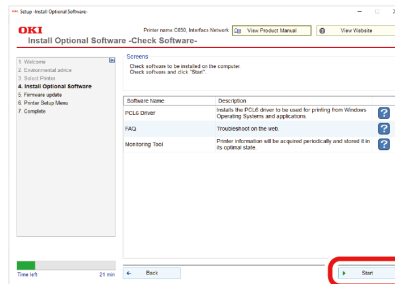 Setup -Install Optional Software-
OKI
Printer name C650, Interface Network
View Product Manual
View Website
Install Optional Software -Check Software-
1. Welcome
2. Environmental advice
3. Select Printer
4. Install Optional Software
5. Firmware update
6. Printer Setup Menu
7. Complete
Screens
Check software to be installed on the computer.
Check software and click "Start".
Software Name
Description
PCL6 Driver
Installs the PCL6 driver to be used for printing from Windows
Operating Systems and applications.
FAQ
Troubleshoot on the web.
Monitoring Tool
Printer information will be acquired periodically and stored it in
its optimal state.
Time left
21 min
Back
Start